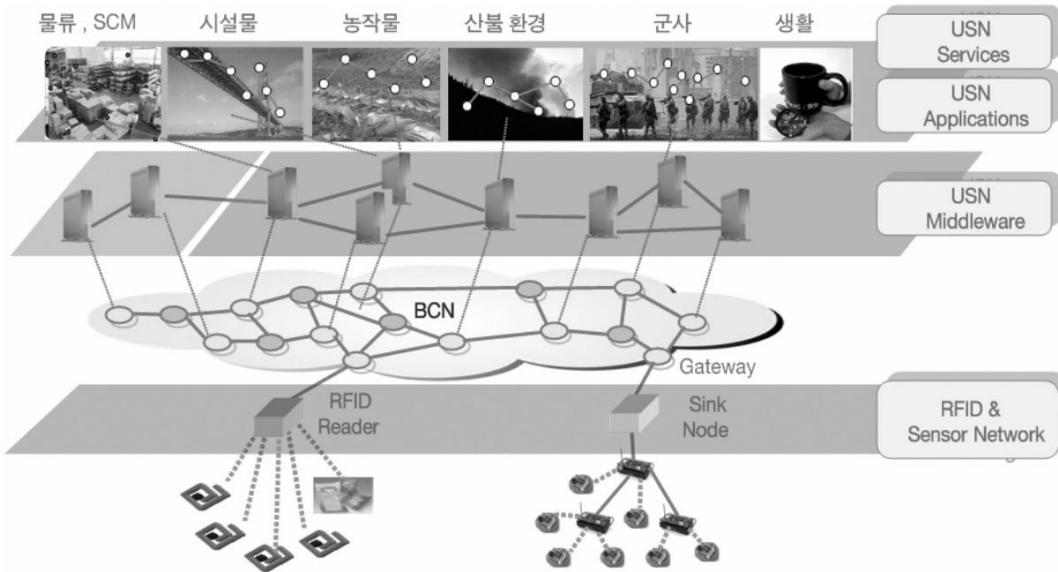 물류 , SCM
시설물
농작물
산불 환경
군사
생활
USN
Services
USN
Applications
USN
Middleware
BCN
Gateway
RFID
Reader
Sink
Node
RFID &
Sensor Network